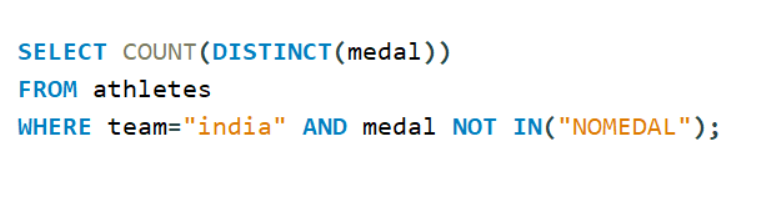 SELECT COUNT(DISTINCT(medal))
FROM athletes
WHERE team="india" AND medal NOT IN("NOMEDAL");